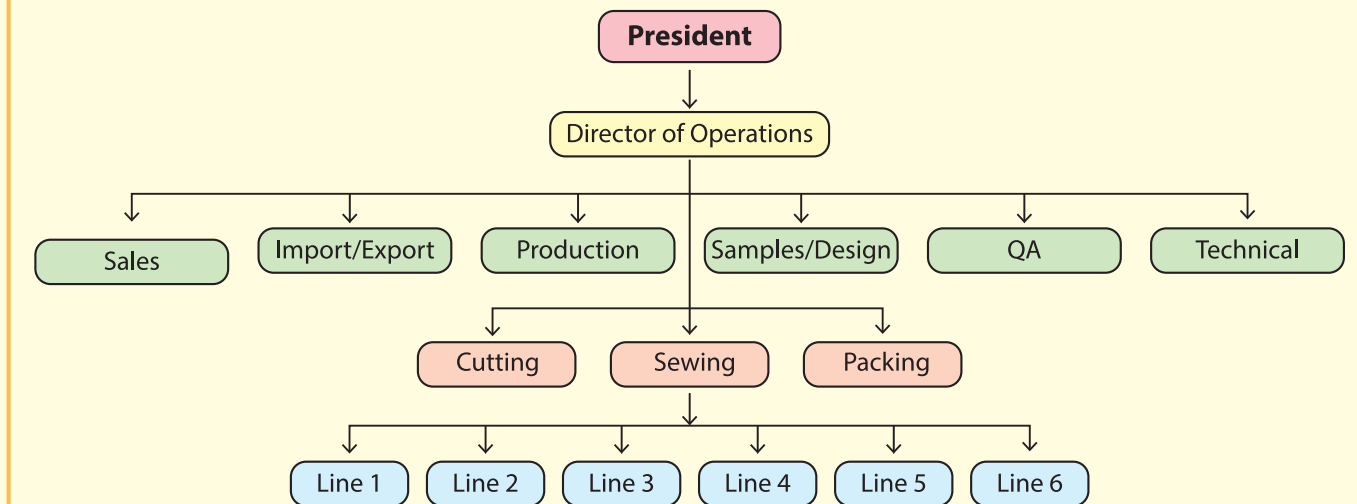 President
Director of Operations
Sales
Import/Export
Production
Samples/Design
QA
Technical
Cutting
Sewing
Packing
Line 1
Line 2
Line 3
Line 4
Line 5
Line 6